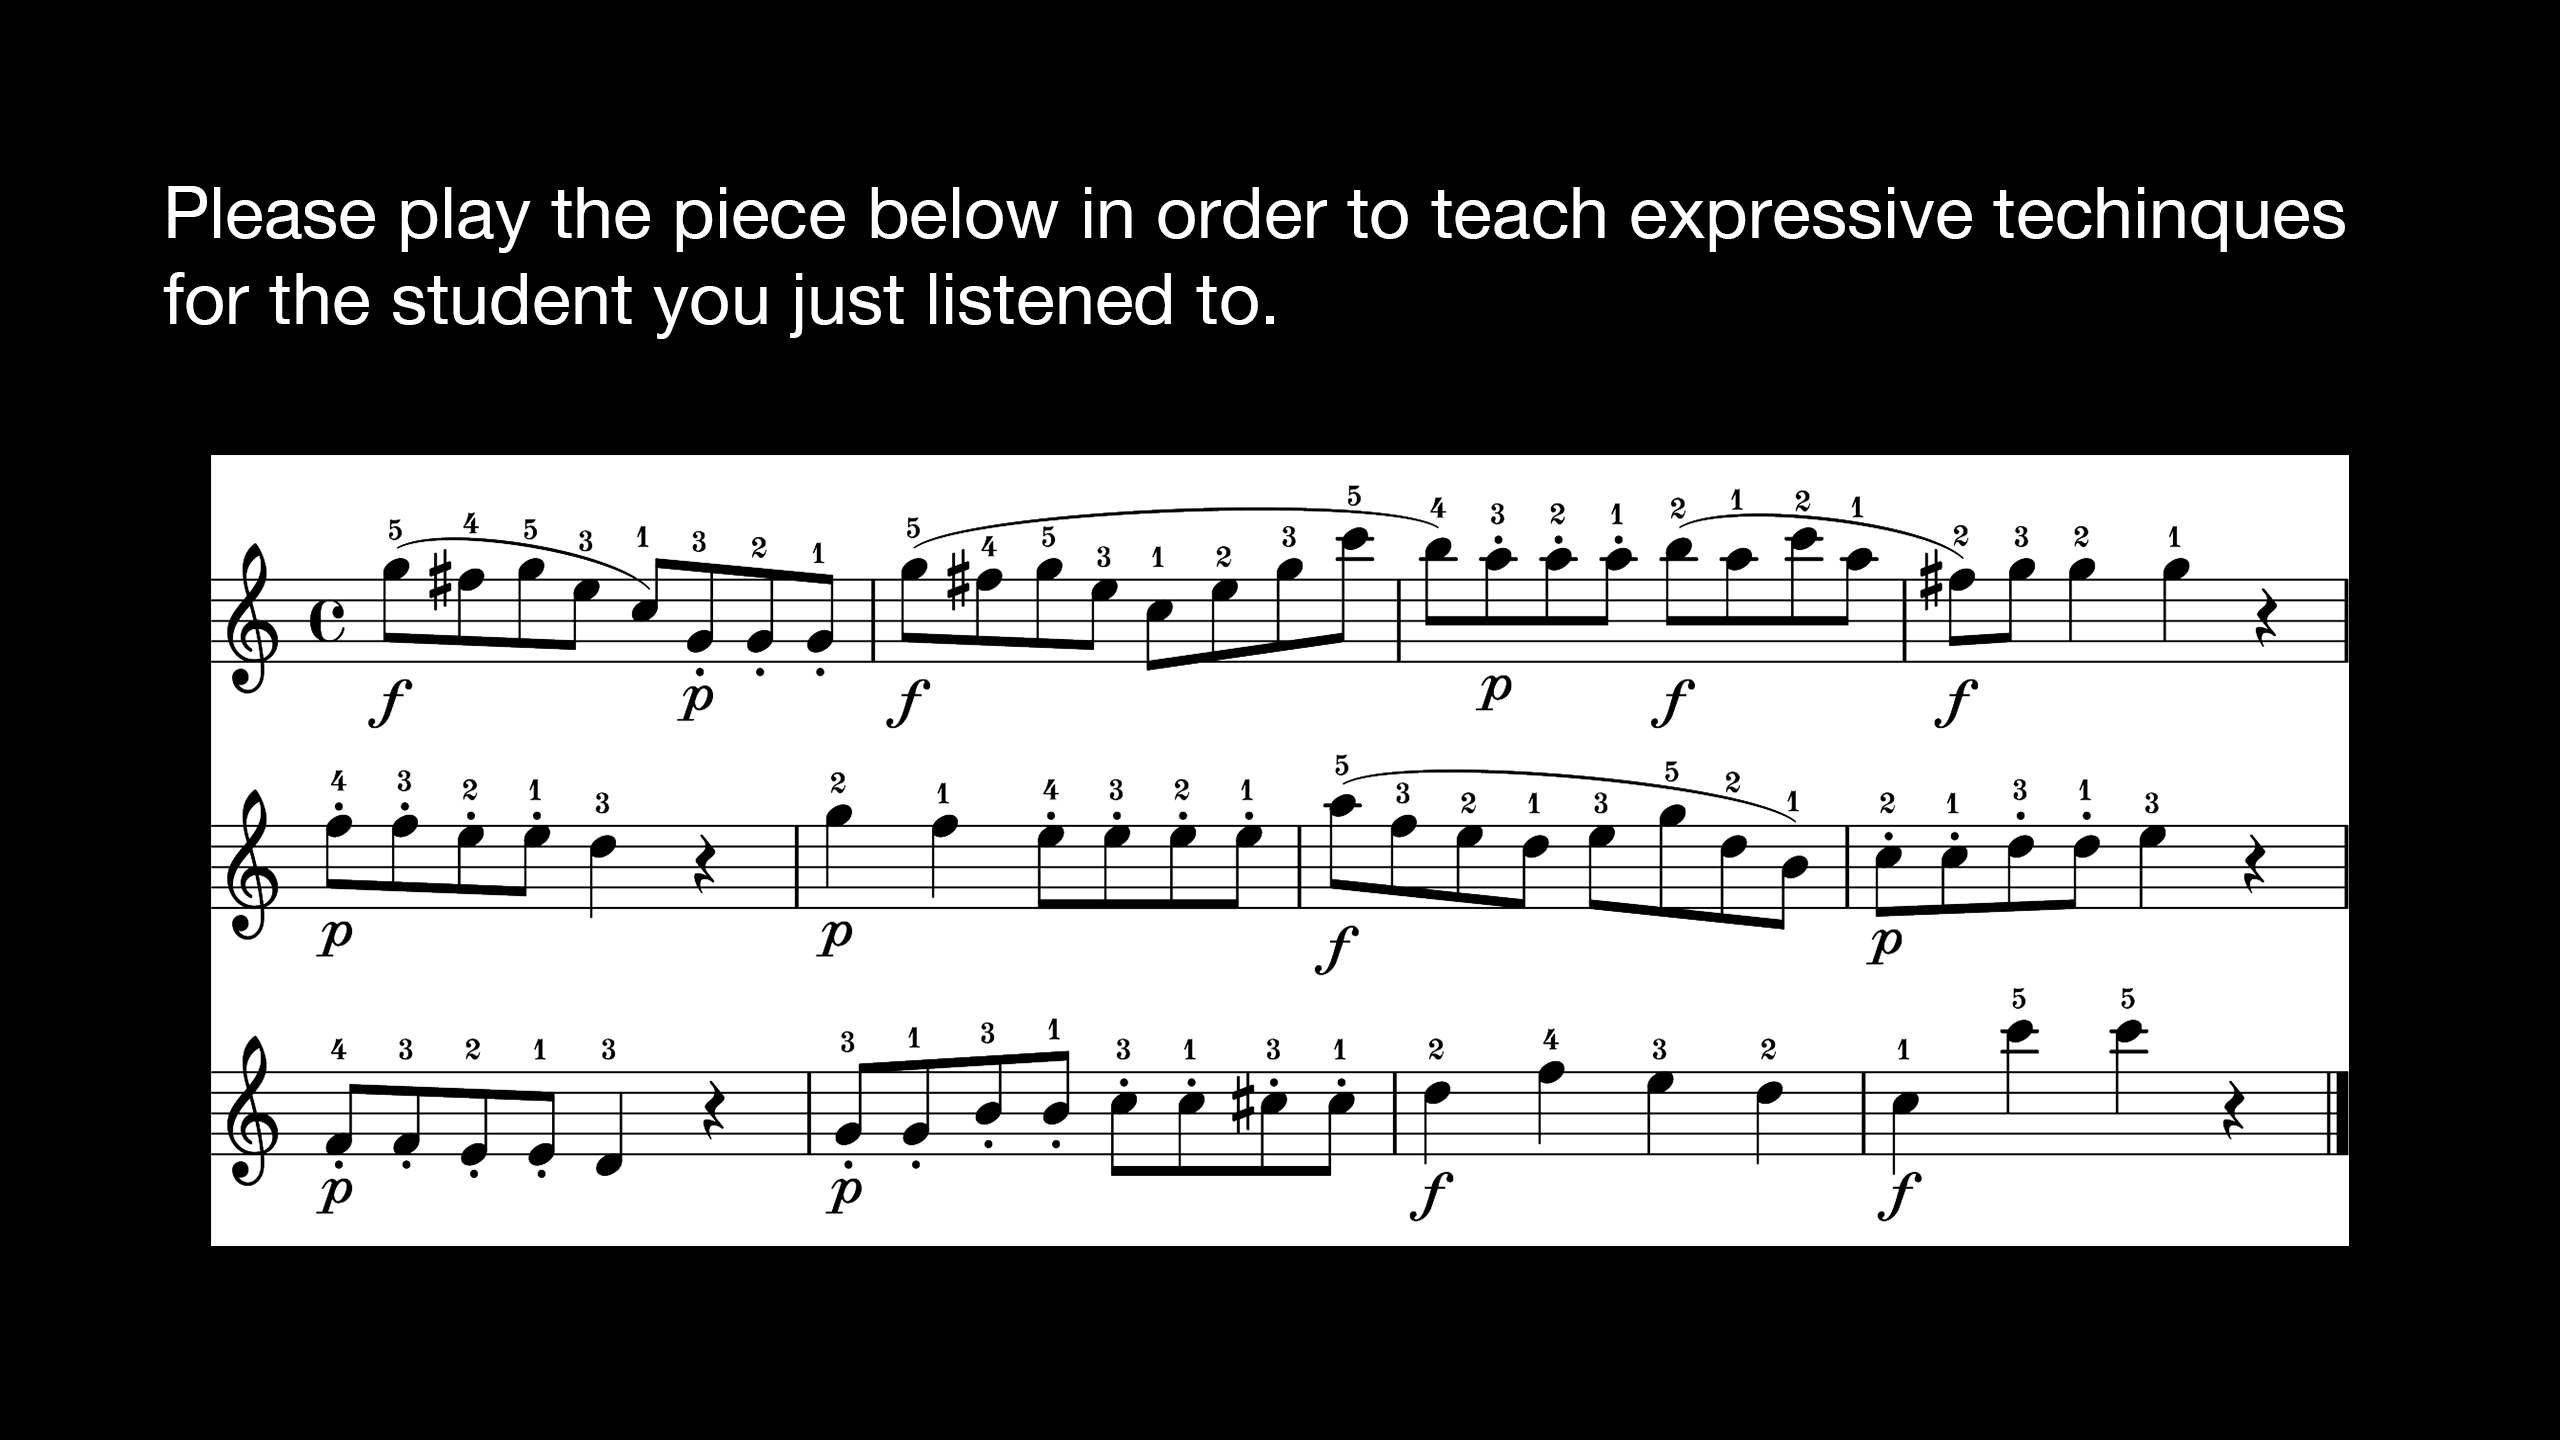 Please play the piece below in order to teach expressive techinques
for the student you just listened to.
5 4 5 3 1 3 2 1 5 4 5 3 1 2 3 5 4 3 2 1 2 1 2 1 2 3 2 1
f p f p f f
4 3 2 1 3 2 1 4 3 2 1 5 3 2 1 3 5 2 1 2 1 3 1 3
p p f p
4 3 2 1 3 3 1 3 1 3 1 3 1 2 4 3 2 1 5 5
p p f f